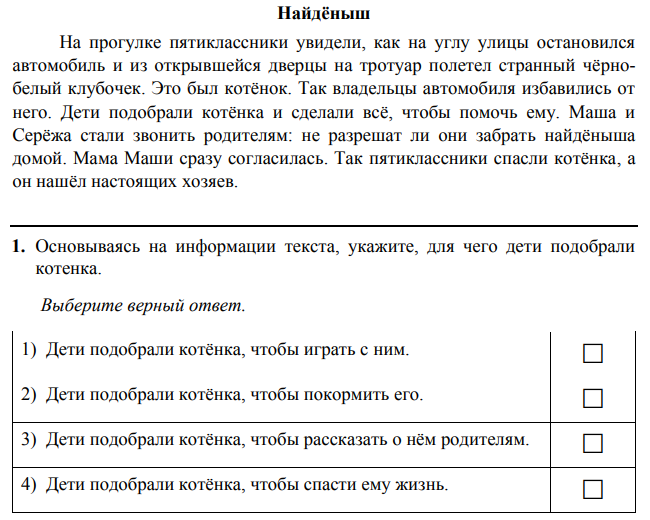 Найдёныш
На прогулке пятиклассники увидели, как на углу улицы остановился
автомобиль и из открывшейся дверцы на тротуар полетел странный чёрно-
белый клубочек. Это был котёнок. Так владельцы автомобиля избавились от
него. Дети подобрали котёнка и сделали всё, чтобы помочь ему. Маша и
Серёжа стали звонить родителям: не разрешат ли они забрать найдёныша
домой. Мама Маши сразу согласилась. Так пятиклассники спасли котёнка, а
он нашёл настоящих хозяев.
1. Основываясь на информации текста, укажите, для чего дети подобрали
котенка.
Выберите верный ответ.
1) Дети подобрали котёнка, чтобы играть с ним.
2) Дети подобрали котёнка, чтобы покормить его.
3) Дети подобрали котёнка, чтобы рассказать о нём родителям.
4) Дети подобрали котёнка, чтобы спасти ему жизнь.